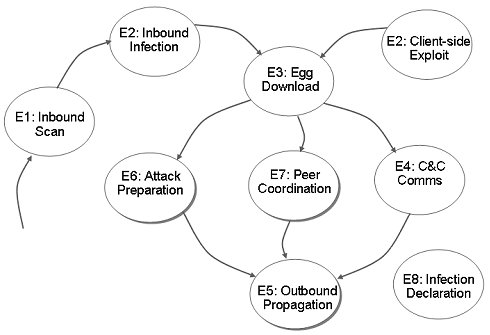 E2: Inbound
Infection
E2: Client-side
Exploit
E3: Egg
Download
E1: Inbound
Scan
E6: Attack
Preparation
E7: Peer
Coordination
E4: C&C
Comms
E5: Outbound
Propagation
E8: Infection
Declaration